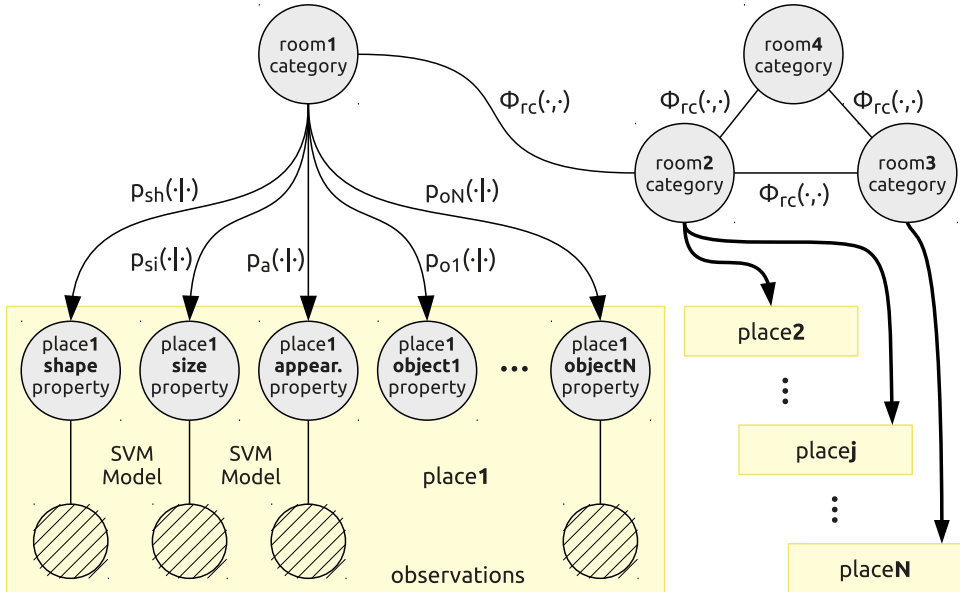 room1
category
room4
category
Φrc(·,·)
Φrc(·,·)
Φrc(·,·)
room2
category
room3
category
Φrc(·,·)
psh(·|·)
poN(·|·)
psi(·|·)
pa(·|·)
po1(·|·)
place1
shape
property
place1
size
property
place1
appear.
property
place1
object1
property
...
place1
objectN
property
place2
⋮
placej
⋮
placeN
SVM
Model
SVM
Model
place1
observations